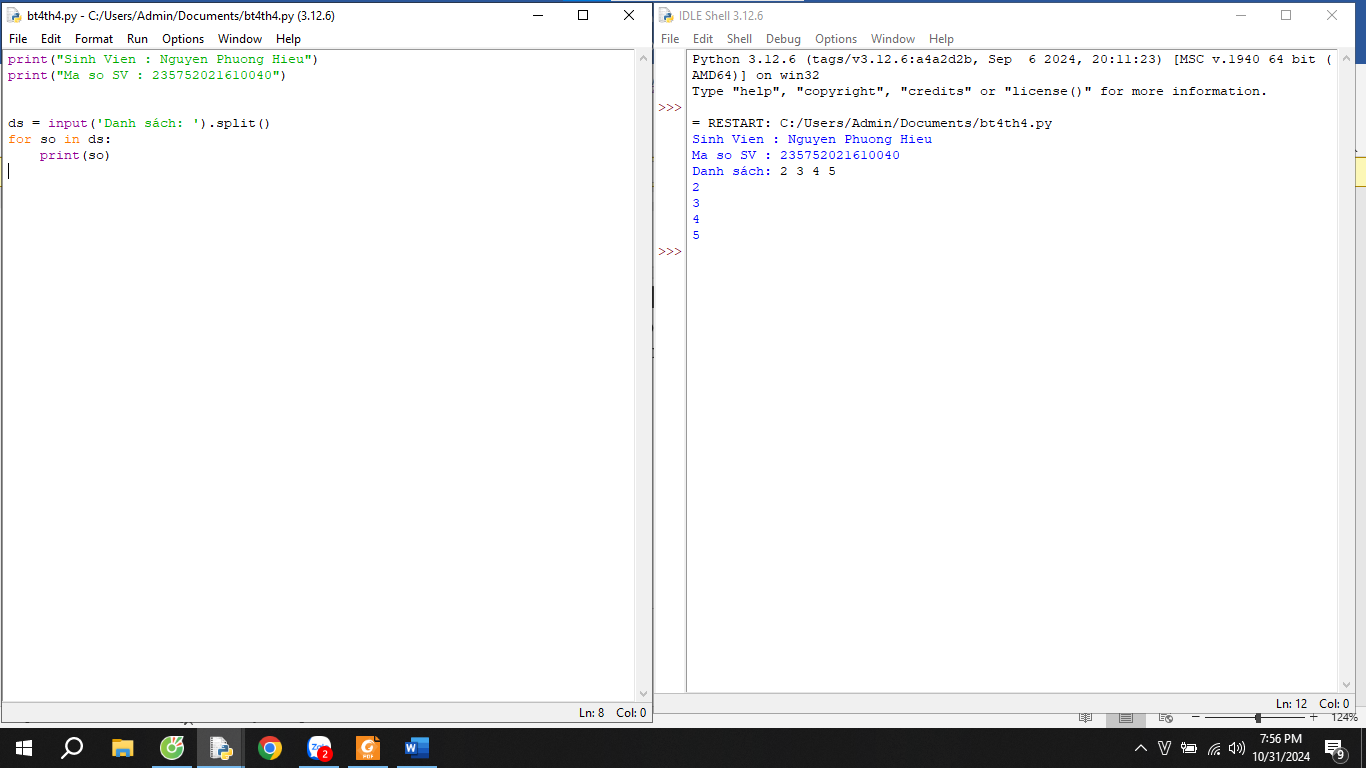 bt4th4.py - C:/Users/Admin/Documents/bt4th4.py (3.12.6)
File Edit Format Run Options Window Help
print("Sinh Vien : Nguyen Phuong Hieu")
print("Ma so SV : 235752021610040")
ds = input('Danh sách: ').split()
for so in ds:
    print(so)
Ln: 8 Col: 0
IDLE Shell 3.12.6
File Edit Shell Debug Options Window Help
Python 3.12.6 (tags/v3.12.6:a4a2d2b, Sep  6 2024, 20:11:23) [MSC v.1940 64 bit (
AMD64)] on win32
Type "help", "copyright", "credits" or "license()" for more information.
>>>
= RESTART: C:/Users/Admin/Documents/bt4th4.py
Sinh Vien : Nguyen Phuong Hieu
Ma so SV : 235752021610040
Danh sách: 2 3 4 5
2
3
4
5
>>>
Ln: 12 Col: 0
124%
Zalo
2
PDF
W
V
7:56 PM
10/31/2024
9